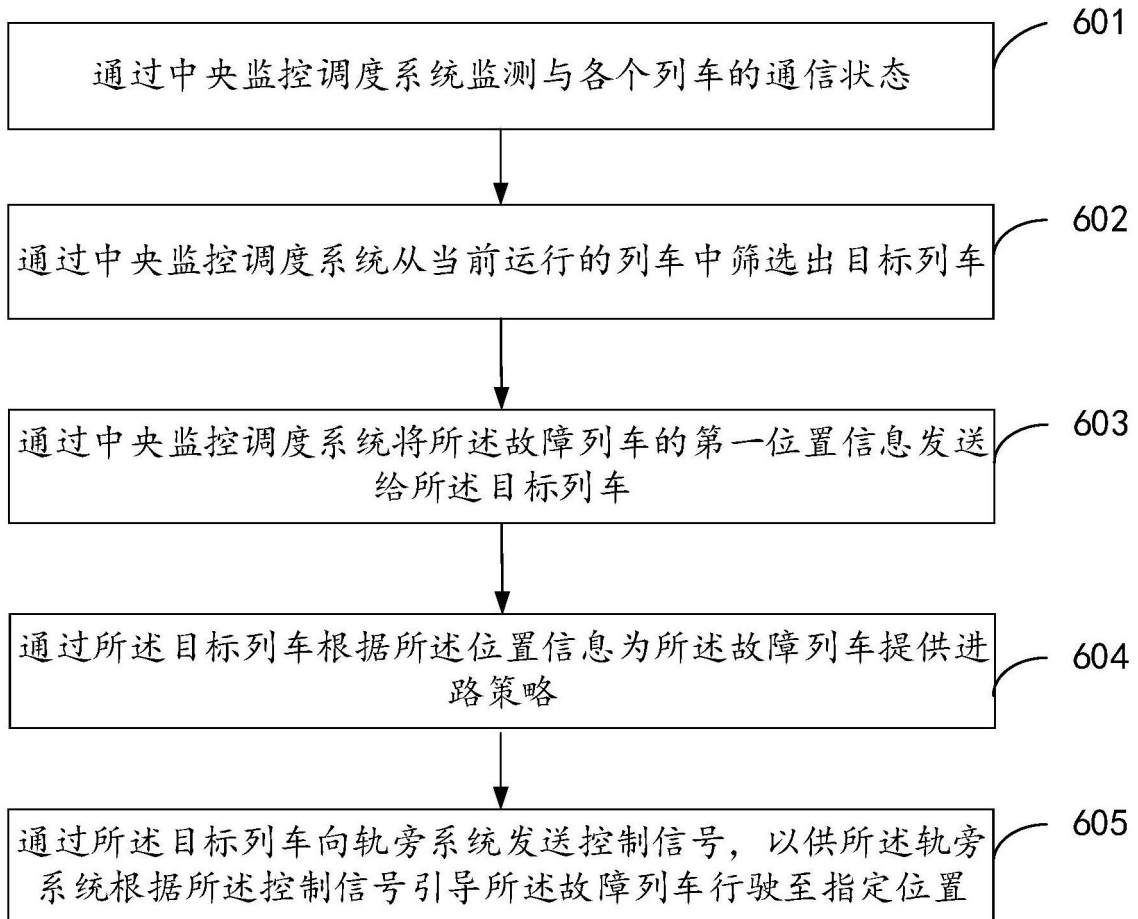 601
通过中央监控调度系统监测与各个列车的通信状态
602
通过中央监控调度系统从当前运行的列车中筛选出目标列车
603
通过中央监控调度系统将所述故障列车的第一位置信息发送
给所述目标列车
604
通过所述目标列车根据所述位置信息为所述故障列车提供进
路策略
605
通过所述目标列车向轨旁系统发送控制信号，以供所述轨旁
系统根据所述控制信号引导所述故障列车行驶至指定位置